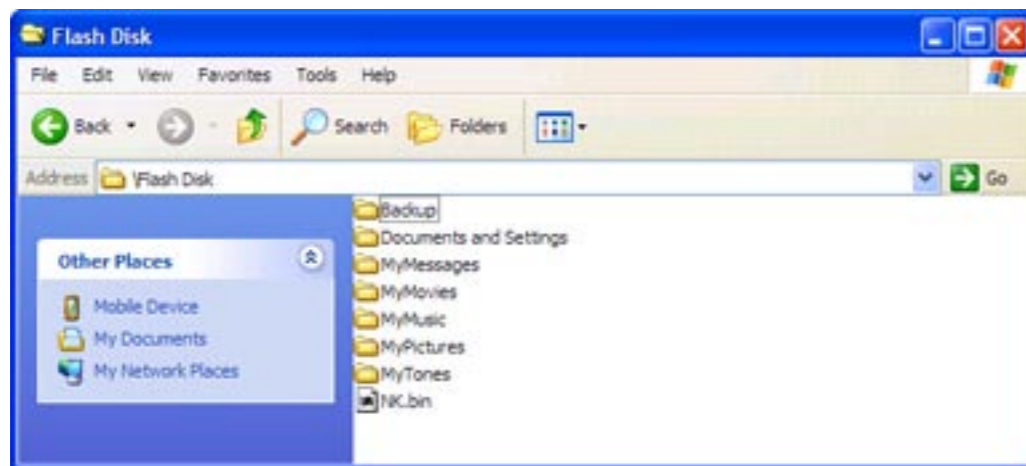 Flash Disk
File Edit View Favorites Tools Help
Back Search Folders
Address \Flash Disk Go
Other Places
Mobile Device
My Documents
My Network Places
Backup
Documents and Settings
MyMessages
MyMovies
MyMusic
MyPictures
MyTones
NK.bin